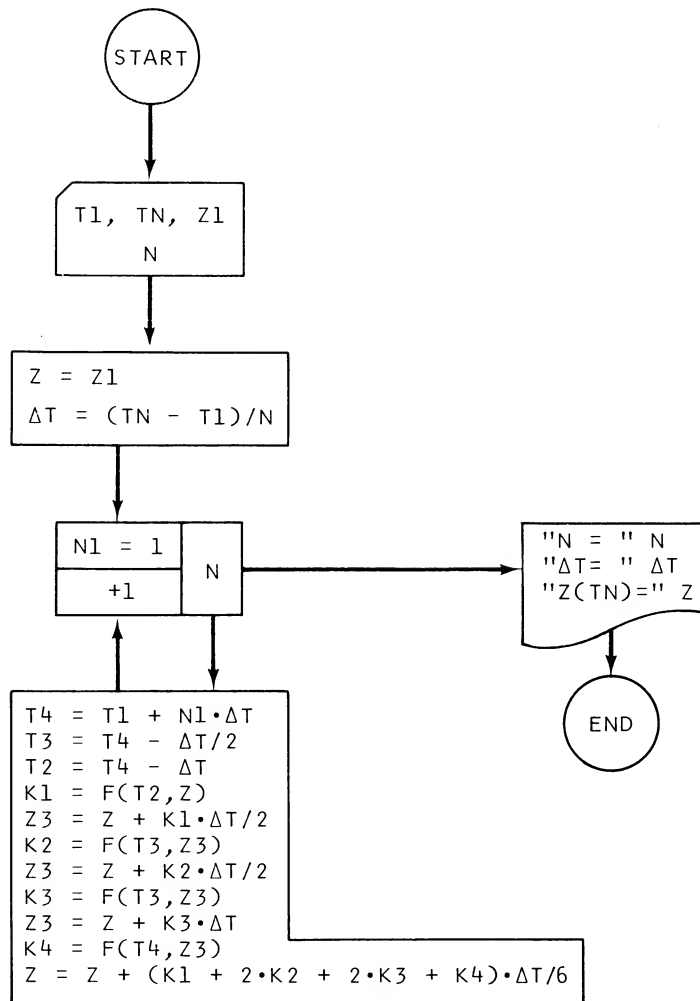 START
T1, TN, Z1
N
Z = Z1
ΔT = (TN - T1)/N
N1 = 1
+1
N
"N = " N
"ΔT= " ΔT
"Z(TN)=" Z
END
T4 = T1 + N1·ΔT
T3 = T4 - ΔT/2
T2 = T4 - ΔT
K1 = F(T2,Z)
Z3 = Z + K1·ΔT/2
K2 = F(T3,Z3)
Z3 = Z + K2·ΔT/2
K3 = F(T3,Z3)
Z3 = Z + K3·ΔT
K4 = F(T4,Z3)
Z = Z + (K1 + 2·K2 + 2·K3 + K4)·ΔT/6